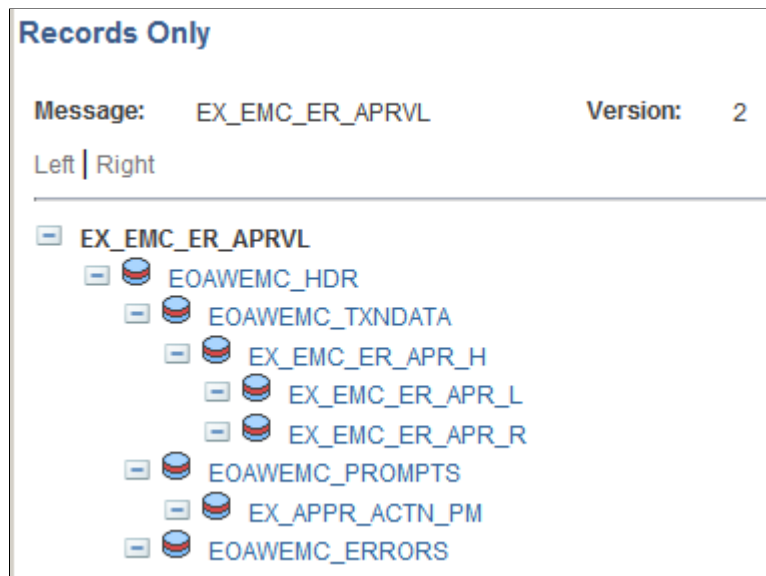 Records Only
Message: EX_EMC_ER_APRVL Version: 2
Left | Right
EX_EMC_ER_APRVL
EOAWEMC_HDR
EOAWEMC_TXNDATA
EX_EMC_ER_APR_H
EX_EMC_ER_APR_L
EX_EMC_ER_APR_R
EOAWEMC_PROMPTS
EX_APPR_ACTN_PM
EOAWEMC_ERRORS